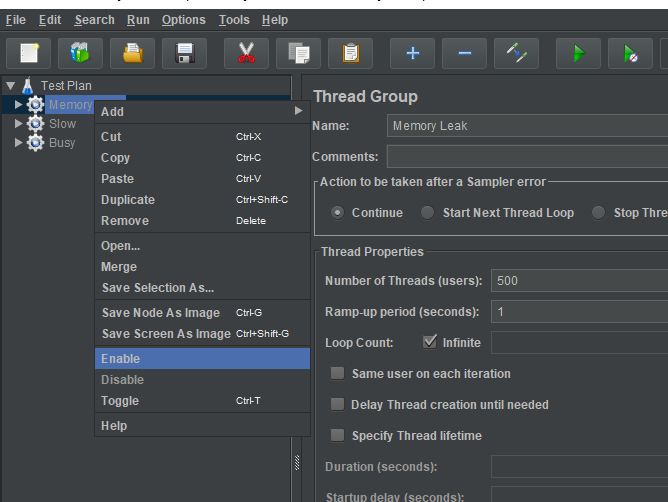 File Edit Search Run Options Tools Help
Test Plan
Memory
Slow
Busy
Add
Cut Ctrl-X
Copy Ctrl-C
Paste Ctrl-V
Duplicate Ctrl+Shift-C
Remove Delete
Open...
Merge
Save Selection As...
Save Node As Image Ctrl-G
Save Screen As Image Ctrl+Shift-G
Enable
Disable
Toggle Ctrl-T
Help
Thread Group
Name: Memory Leak
Comments:
Action to be taken after a Sampler error
Continue Start Next Thread Loop Stop Thre
Thread Properties
Number of Threads (users): 500
Ramp-up period (seconds): 1
Loop Count: Infinite
Same user on each iteration
Delay Thread creation until needed
Specify Thread lifetime
Duration (seconds):
Startup delay (seconds):